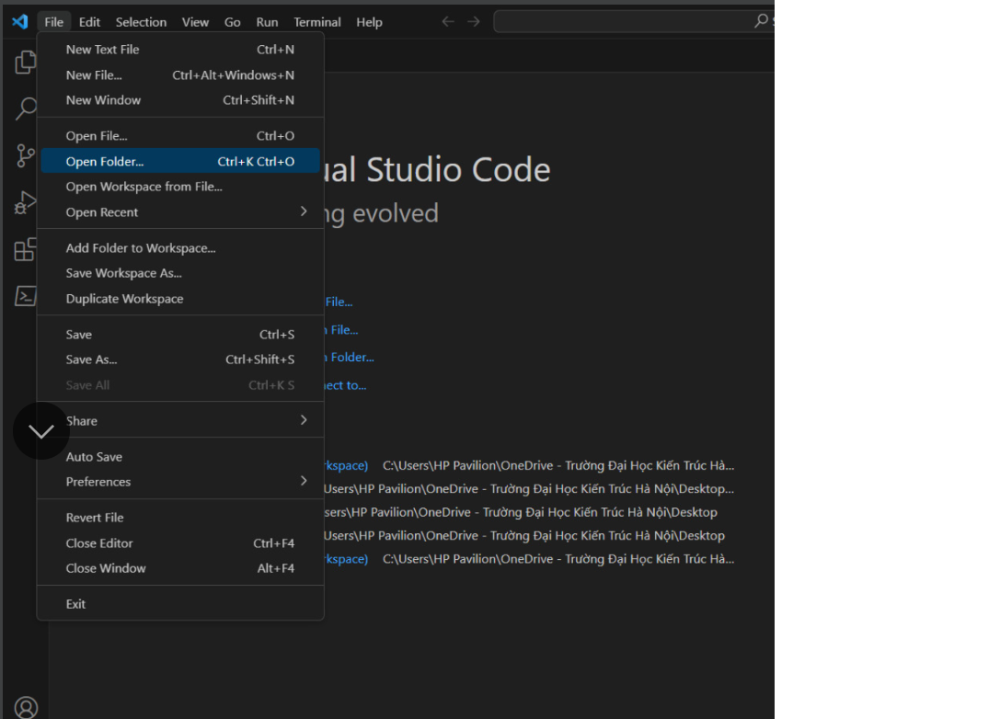 File Edit Selection View Go Run Terminal Help
New Text File Ctrl+N
New File... Ctrl+Alt+Windows+N
New Window Ctrl+Shift+N
Open File... Ctrl+O
Open Folder... Ctrl+K Ctrl+O
Open Workspace from File...
Open Recent
Add Folder to Workspace...
Save Workspace As...
Duplicate Workspace
Save Ctrl+S
Save As... Ctrl+Shift+S
Save All Ctrl+K S
Share
Auto Save
Preferences
Revert File
Close Editor Ctrl+F4
Close Window Alt+F4
Exit
Studio Code
evolved
File...
File...
Folder...
to...
C:\Users\HP Pavilion\OneDrive - Trường Đại Học Kiến Trúc Hà...
Users\HP Pavilion\OneDrive - Trường Đại Học Kiến Trúc Hà Nội\Desktop...
sers\HP Pavilion\OneDrive - Trường Đại Học Kiến Trúc Hà Nội\Desktop
Users\HP Pavilion\OneDrive - Trường Đại Học Kiến Trúc Hà Nội\Desktop
C:\Users\HP Pavilion\OneDrive - Trường Đại Học Kiến Trúc Hà...